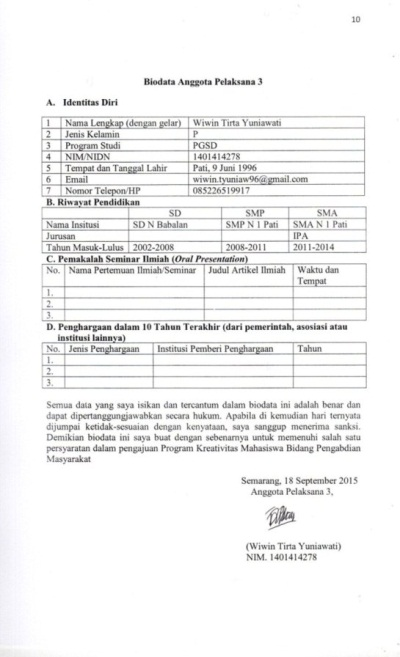 10
Biodata Anggota Pelaksana 3
A. Identitas Diri
1 Nama Lengkap (dengan gelar) Wiwin Tirta Yuniawati
2 Jenis Kelamin P
3 Program Studi PGSD
4 NIM/NIDN 1401414278
5 Tempat dan Tanggal Lahir Pati, 9 Juni 1996
6 Email wiwin.tyuniaw96@gmail.com
7 Nomor Telepon/HP 085226519917
B. Riwayat Pendidikan
SD SMP SMA
Nama Insitusi SD N Babalan SMP N 1 Pati SMA N 1 Pati
Jurusan IPA
Tahun Masuk-Lulus 2002-2008 2008-2011 2011-2014
C. Pemakalah Seminar Ilmiah (Oral Presentation)
No. Nama Pertemuan Ilmiah/Seminar Judul Artikel Ilmiah Waktu dan
Tempat
1.
2.
3.
D. Penghargaan dalam 10 Tahun Terakhir (dari pemerintah, asosiasi atau
institusi lainnya)
No. Jenis Penghargaan Institusi Pemberi Penghargaan Tahun
1.
2.
3.
Semua data yang saya isikan dan tercantum dalam biodata ini adalah benar dan
dapat dipertanggungjawabkan secara hukum. Apabila di kemudian hari ternyata
dijumpai ketidak-sesuaian dengan kenyataan, saya sanggup menerima sanksi.
Demikian biodata ini saya buat dengan sebenarnya untuk memenuhi salah satu
persyaratan dalam pengajuan Program Kreativitas Mahasiswa Bidang Pengabdian
Masyarakat
Semarang, 18 September 2015
Anggota Pelaksana 3,
(Wiwin Tirta Yuniawati)
NIM. 1401414278